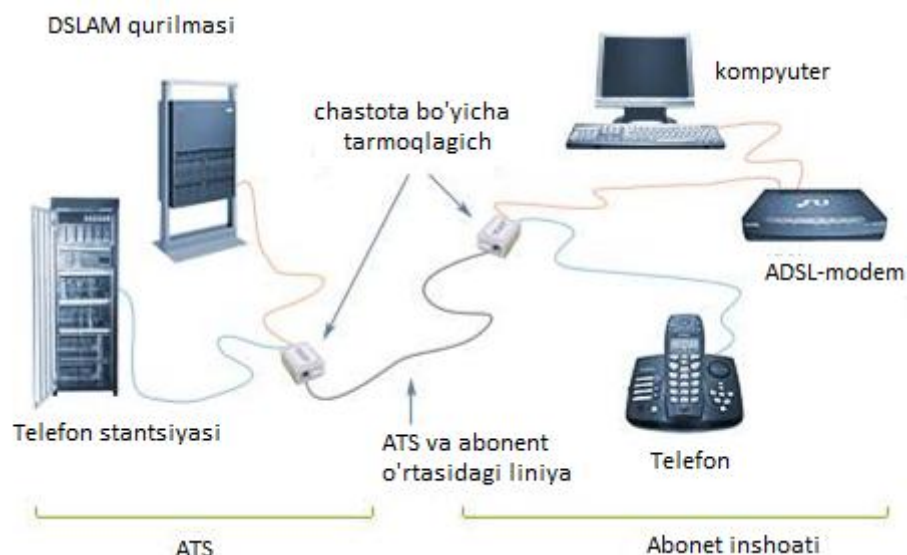 DSLAM qurilmasi
kompyuter
chastota bo'yicha
tarmoqlagich
ADSL-modem
Telefon stantsiyasi
ATS va abonent
o'rtasidagi liniya
Telefon
ATS
Abonet inshoati